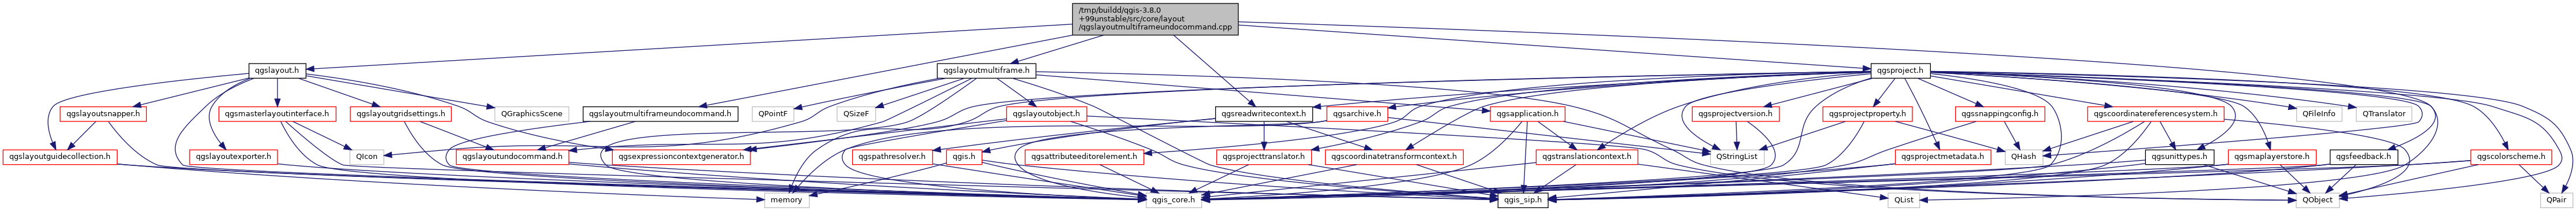 /tmp/buildd/qgis-3.8.0
+99unstable/src/core/layout
/qgslayoutmultiframeundocommand.cpp
qgslayout.h
qgslayoutmultiframe.h
qgsproject.h
qgslayoutsnapper.h
qgsmasterlayoutinterface.h
qgslayoutgridsettings.h
QGraphicsScene
qgslayoutmultiframeundocommand.h
QPointF
QSizeF
qgslayoutobject.h
qgsreadwritecontext.h
qgsarchive.h
qgsapplication.h
qgsprojectversion.h
qgsprojectproperty.h
qgssnappingconfig.h
qgscoordinatereferencesystem.h
QFileInfo
QTranslator
qgslayoutguidecollection.h
qgslayoutexporter.h
QIcon
qgslayoutundocommand.h
qgsexpressioncontextgenerator.h
qgspathresolver.h
qgis.h
qgsattributeeditorelement.h
qgsprojecttranslator.h
qgscoordinatetransformcontext.h
qgstranslationcontext.h
QStringList
qgsprojectmetadata.h
QHash
qgsunittypes.h
qgsmaplayerstore.h
qgsfeedback.h
qgscolorscheme.h
memory
qgis_core.h
qgis_sip.h
QList
QObject
QPair